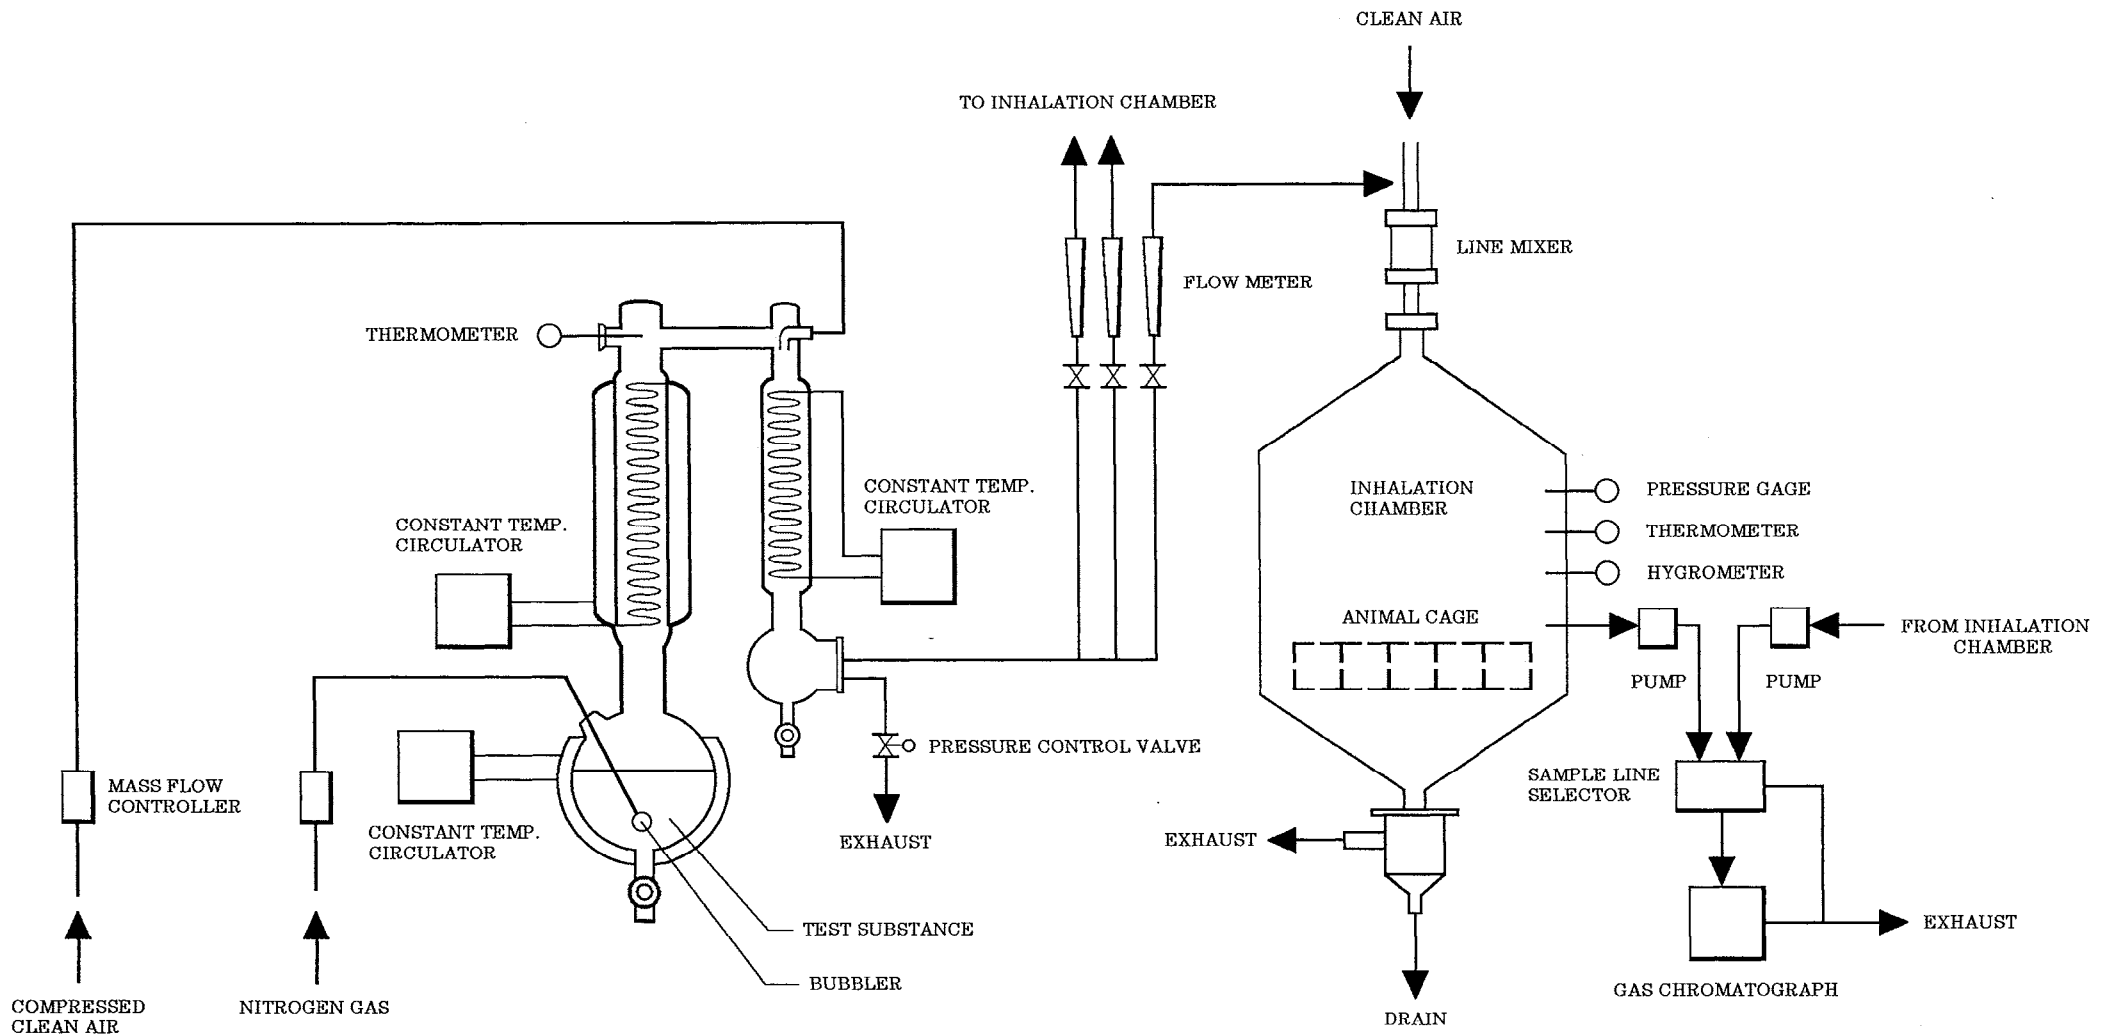 CLEAN AIR
TO INHALATION CHAMBER
LINE MIXER
FLOW METER
THERMOMETER
CONSTANT TEMP.
CIRCULATOR
CONSTANT TEMP.
CIRCULATOR
INHALATION
CHAMBER
PRESSURE GAGE
THERMOMETER
HYGROMETER
ANIMAL CAGE
FROM INHALATION
CHAMBER
PUMP
PUMP
PRESSURE CONTROL VALVE
MASS FLOW
CONTROLLER
SAMPLE LINE
SELECTOR
CONSTANT TEMP.
CIRCULATOR
EXHAUST
EXHAUST
TEST SUBSTANCE
EXHAUST
BUBBLER
GAS CHROMATOGRAPH
COMPRESSED
CLEAN AIR
NITROGEN GAS
DRAIN